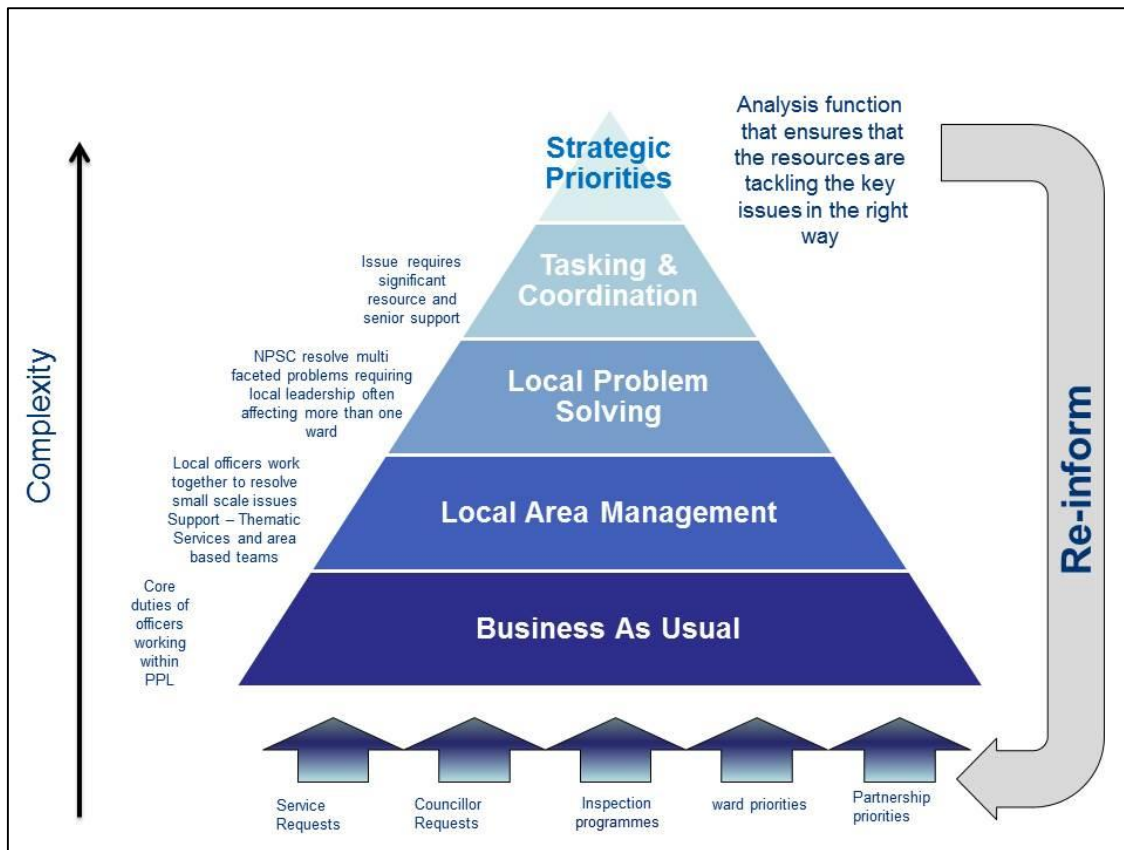 Analysis function
that ensures that
the resources are
tackling the key
issues in the right
way
Strategic
Priorities
Issue requires
significant
resource and
senior support
Tasking &
Coordination
NPSC resolve multi
faceted problems requiring
local leadership often
affecting more than one
ward
Local Problem
Solving
Local officers work
together to resolve
small scale issues
Support – Thematic
Services and area
based teams
Local Area Management
Core
duties of
officers
working
within
PPL
Business As Usual
Complexity
Re-inform
Service
Requests
Councillor
Requests
Inspection
programmes
ward priorities
Partnership
priorities